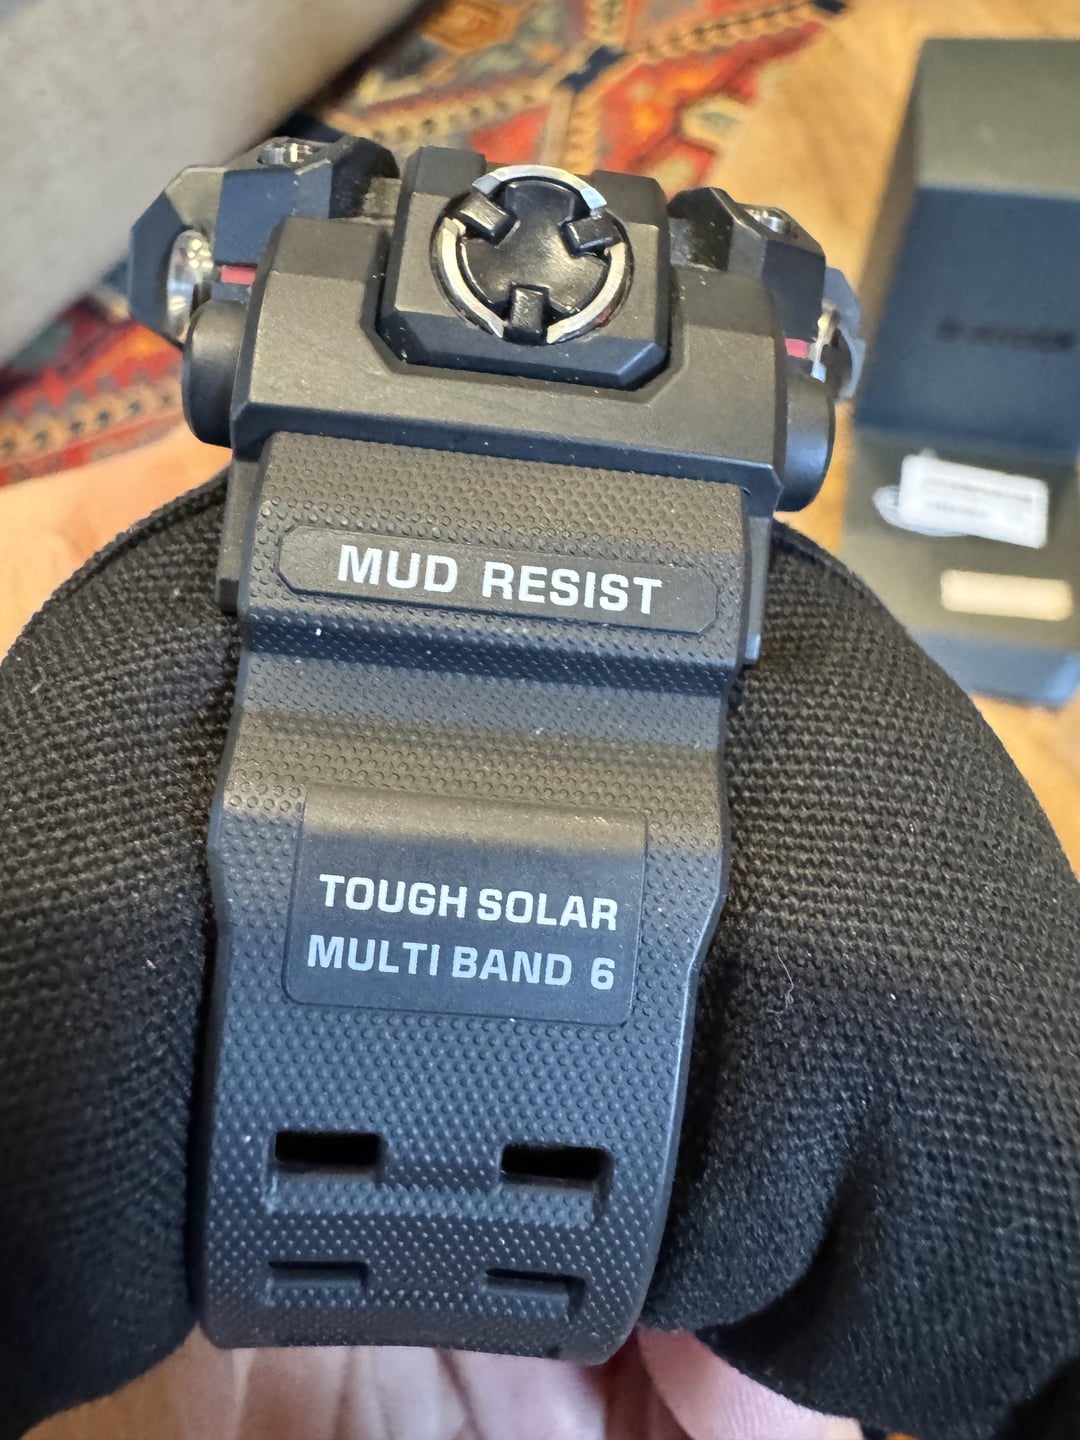 MUD RESIST
TOUGH SOLAR
MULTI BAND 6